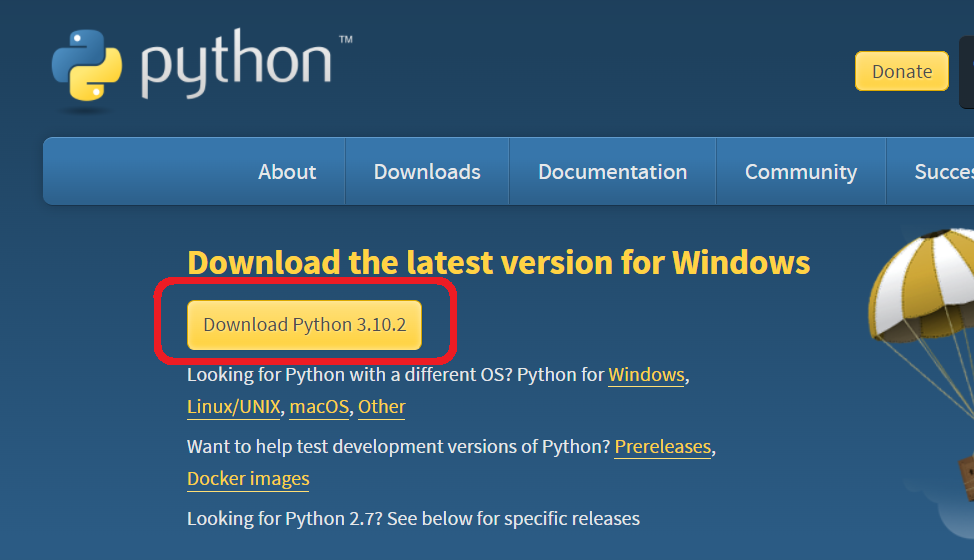 python™
Donate
About
Downloads
Documentation
Community
Succes
Download the latest version for Windows
Download Python 3.10.2
Looking for Python with a different OS? Python for Windows,
Linux/UNIX, macOS, Other
Want to help test development versions of Python? Prereleases,
Docker images
Looking for Python 2.7? See below for specific releases